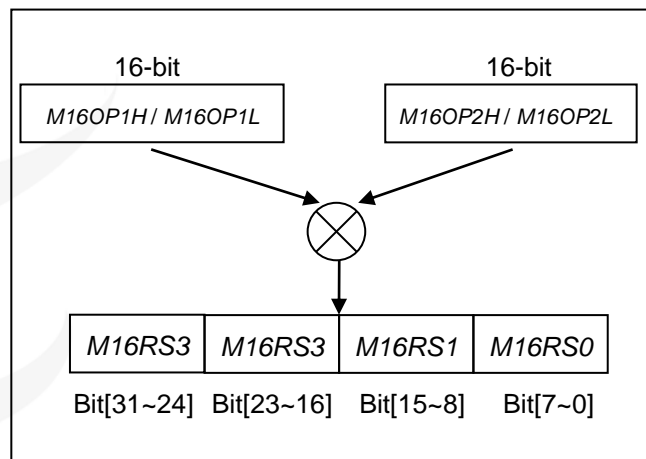 16-bit 16-bit
M16OP1H / M16OP1L M16OP2H / M16OP2L
M16RS3 M16RS3 M16RS1 M16RS0
Bit[31~24] Bit[23~16] Bit[15~8] Bit[7~0]